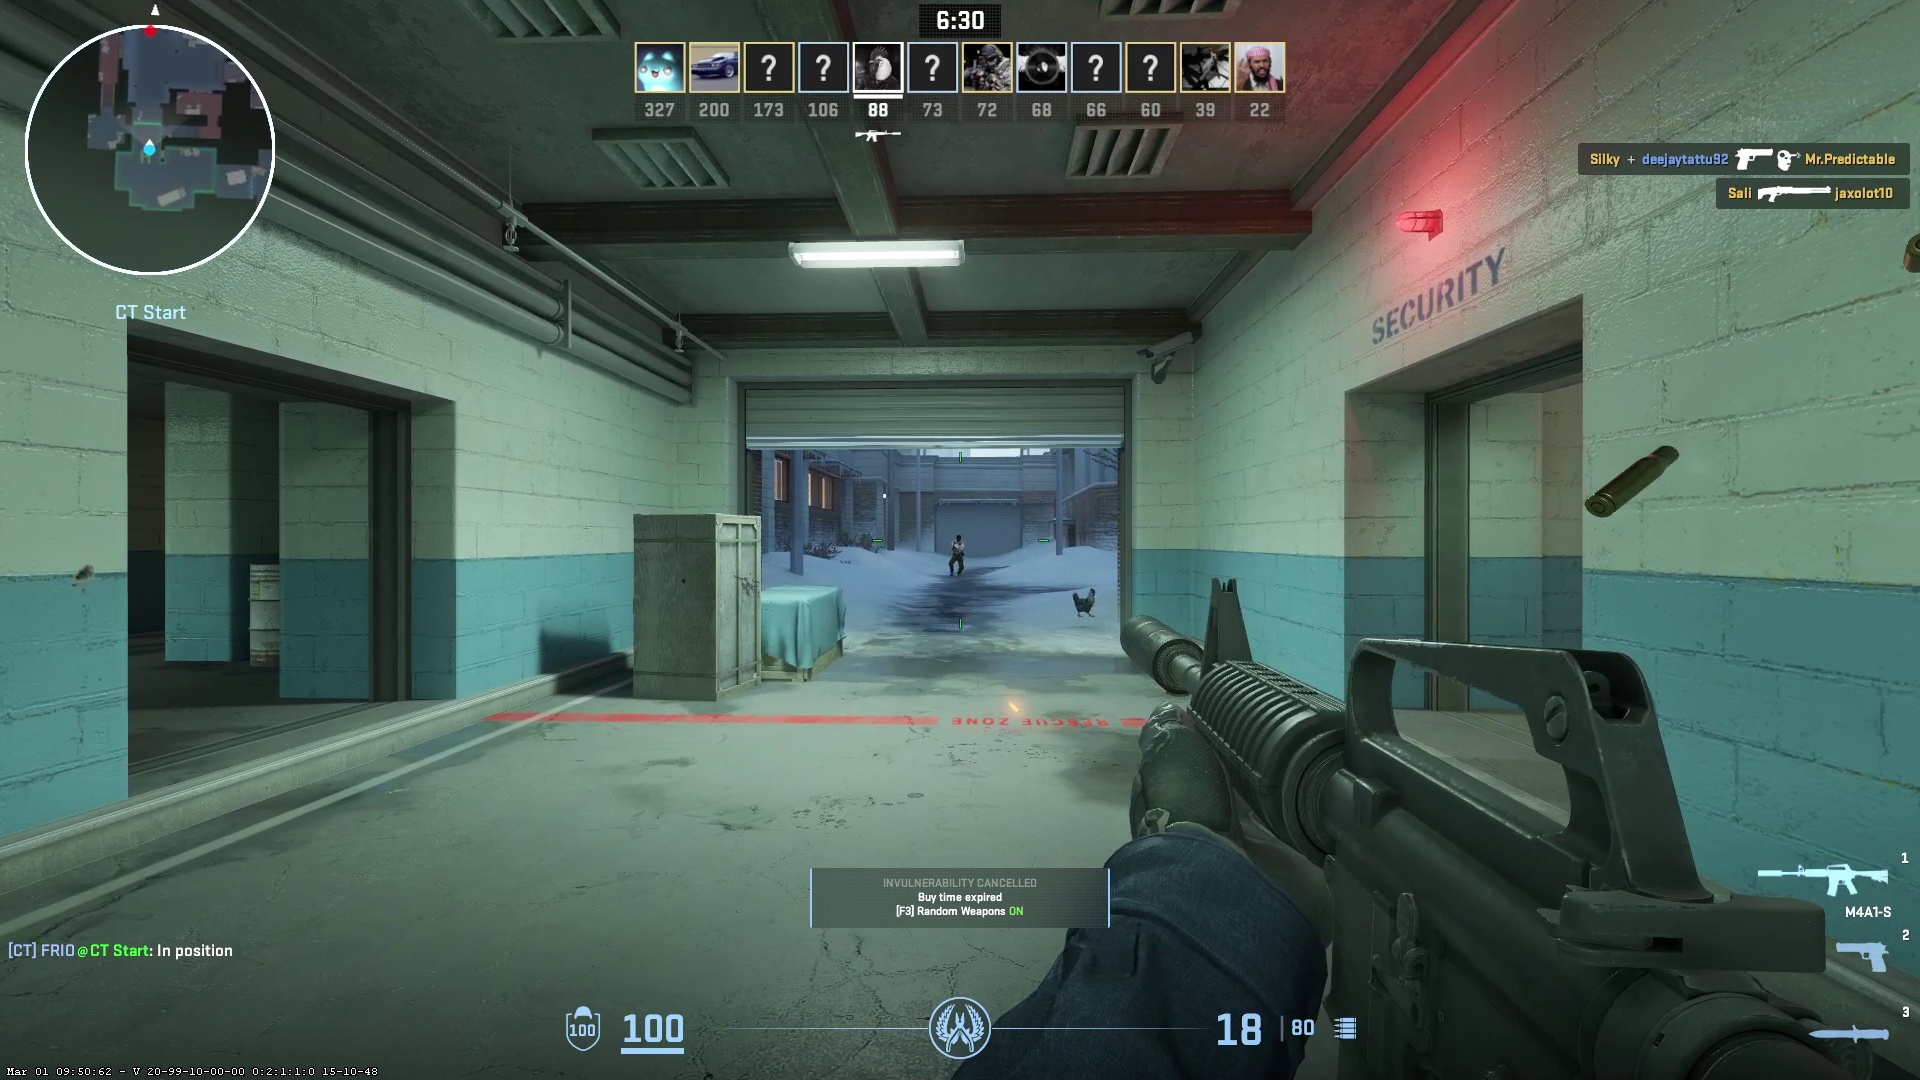 6:30
? ? ? ? ?
327 200 173 106 88 73 72 68 66 60 39 22
Silky + deejaytattu92 Mr.Predictable
Sali jaxolot10
CT Start
SECURITY
RESCUE ZONE
1
M4A1-S
2
3
INVULNERABILITY CANCELLED
Buy time expired
[F3] Random Weapons ON
[CT] FRIO@CT Start: In position
100 100
18 | 80
Mar 01 09:50:62 - V 20-99-10-00-00 0:2:1:1:0 15-10-48